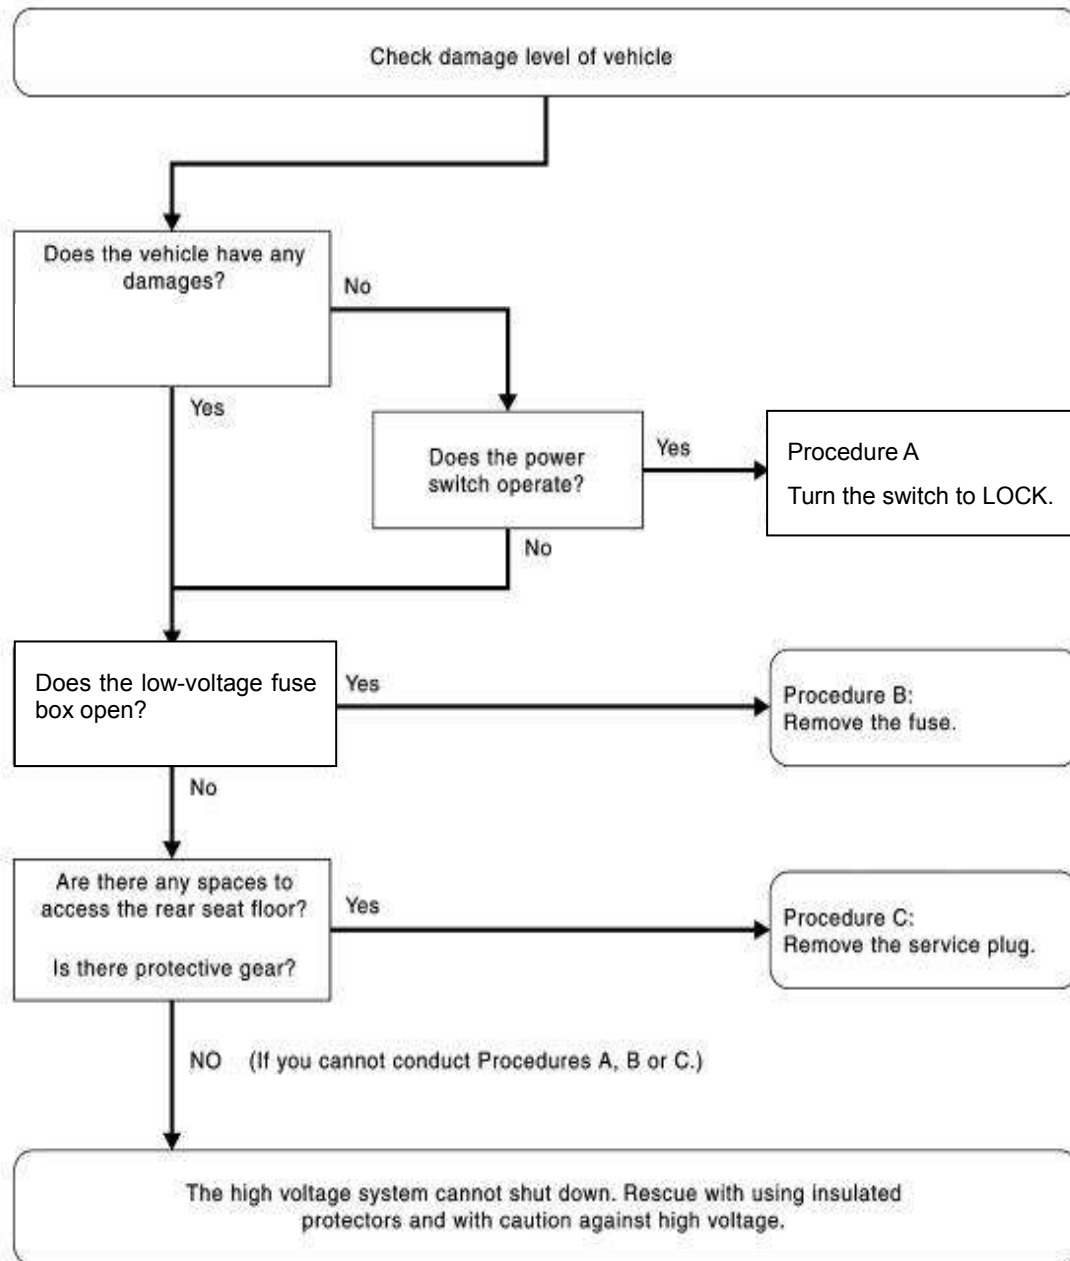 Check damage level of vehicle
Does the vehicle have any
damages?
No
Yes
Does the power
switch operate?
Yes
Procedure A
Turn the switch to LOCK.
No
Does the low-voltage fuse
box open?
Yes
Procedure B:
Remove the fuse.
No
Are there any spaces to
access the rear seat floor?
Is there protective gear?
Yes
Procedure C:
Remove the service plug.
NO (If you cannot conduct Procedures A, B or C.)
The high voltage system cannot shut down. Rescue with using insulated
protectors and with caution against high voltage.